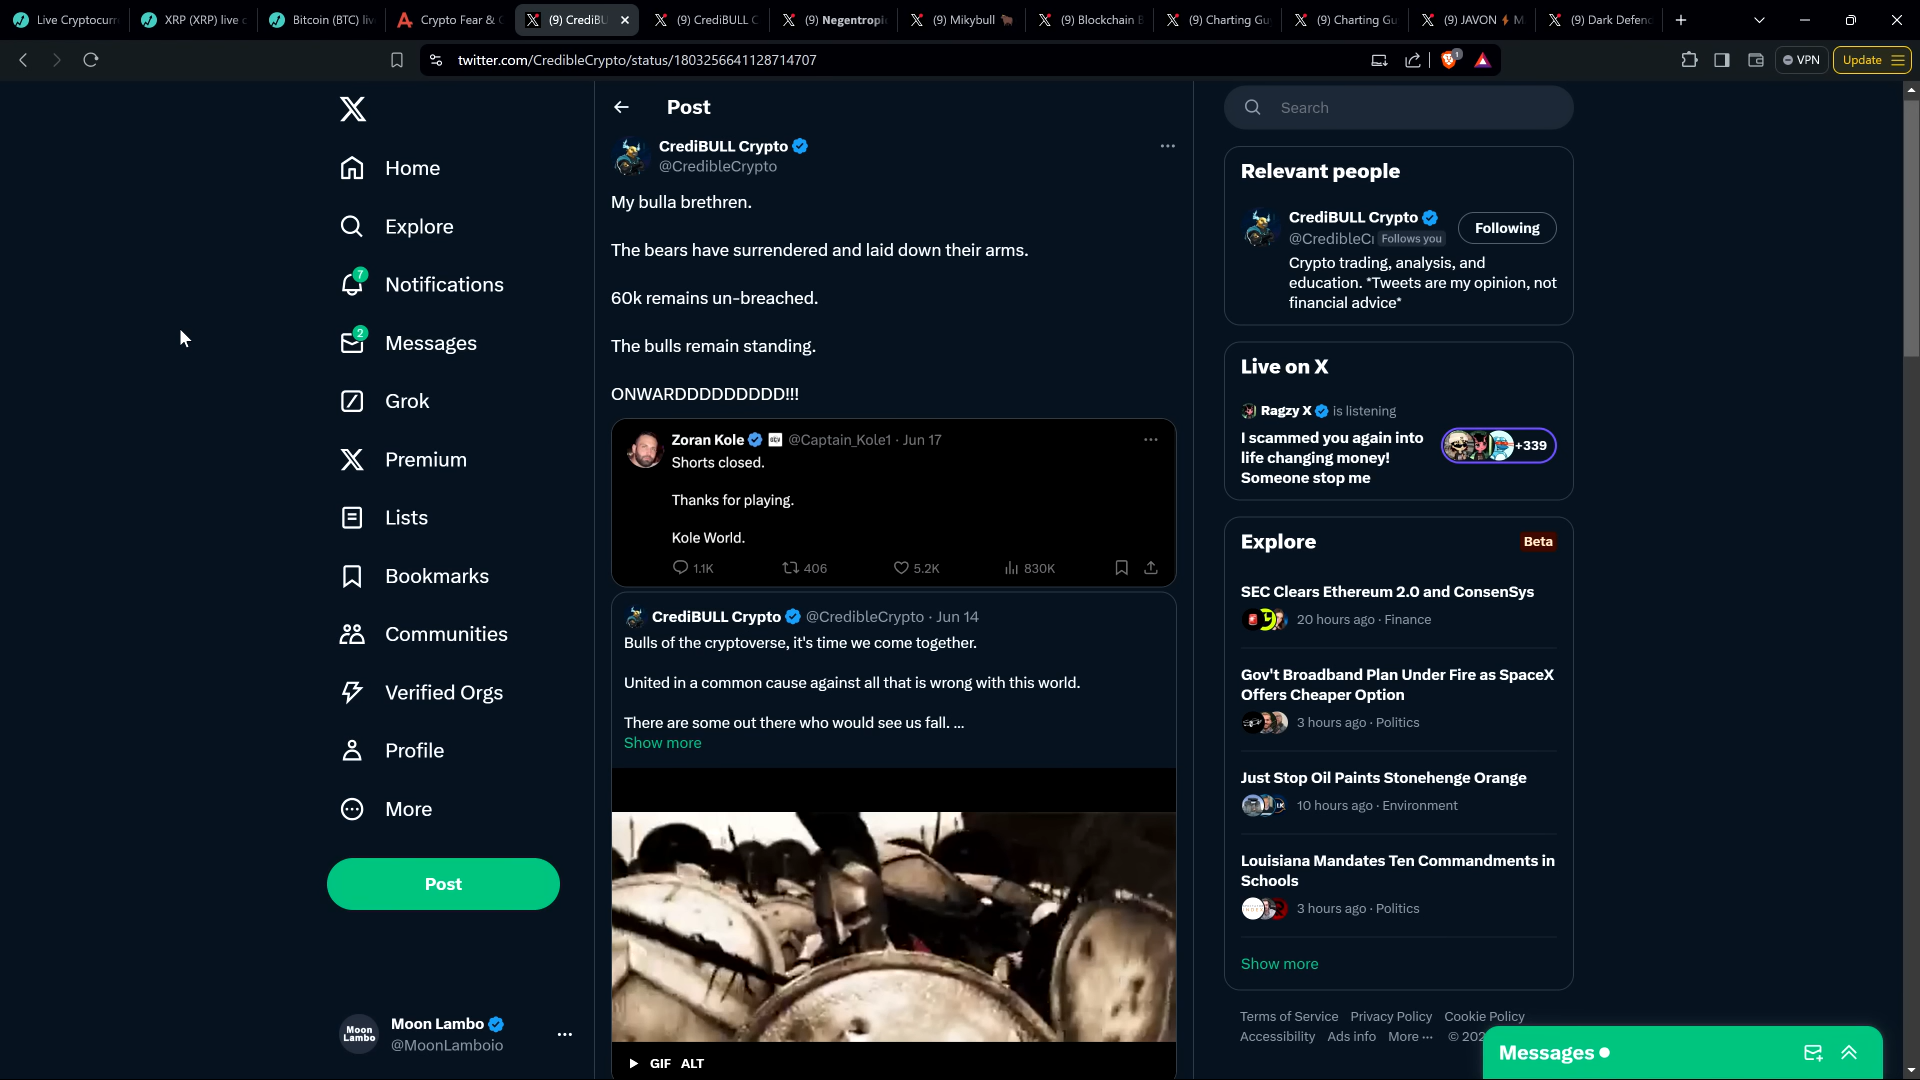 Live Cryptocurr
XRP (XRP) live c
Bitcoin (BTC) liv
Crypto Fear & G
(9) CrediBU
(9) CrediBULL C
(9) Negentropi
(9) Mikybull
(9) Blockchain B
(9) Charting Gu
(9) Charting Gu
(9) JAVON⚡M
(9) Dark Defend
twitter.com/CredibleCrypto/status/1803256641128714707
1
VPN
Update
Home
Explore
7
Notifications
2
Messages
Grok
Premium
Lists
Bookmarks
Communities
Verified Orgs
Profile
More
Post
Moon Lambo
Moon Lambo
@MoonLamboio
Post
CrediBULL Crypto
@CredibleCrypto
My bulla brethren.
The bears have surrendered and laid down their arms.
60k remains un-breached.
The bulls remain standing.
ONWARDDDDDDDDD!!!
Zoran Kole @Captain_Kole1 · Jun 17
Shorts closed.
Thanks for playing.
Kole World.
1.1K 406 5.2K 830K
CrediBULL Crypto @CredibleCrypto · Jun 14
Bulls of the cryptoverse, it's time we come together.
United in a common cause against all that is wrong with this world.
There are some out there who would see us fall. ...
Show more
GIF ALT
Search
Relevant people
CrediBULL Crypto
@CredibleCr Follows you
Following
Crypto trading, analysis, and
education. *Tweets are my opinion, not
financial advice*
Live on X
Ragzy X is listening
I scammed you again into
life changing money!
Someone stop me
+339
Explore
Beta
SEC Clears Ethereum 2.0 and ConsenSys
20 hours ago · Finance
Gov't Broadband Plan Under Fire as SpaceX
Offers Cheaper Option
3 hours ago · Politics
Just Stop Oil Paints Stonehenge Orange
10 hours ago · Environment
Louisiana Mandates Ten Commandments in
Schools
3 hours ago · Politics
Show more
Terms of Service Privacy Policy Cookie Policy
Accessibility Ads info More ··· © 202
Messages